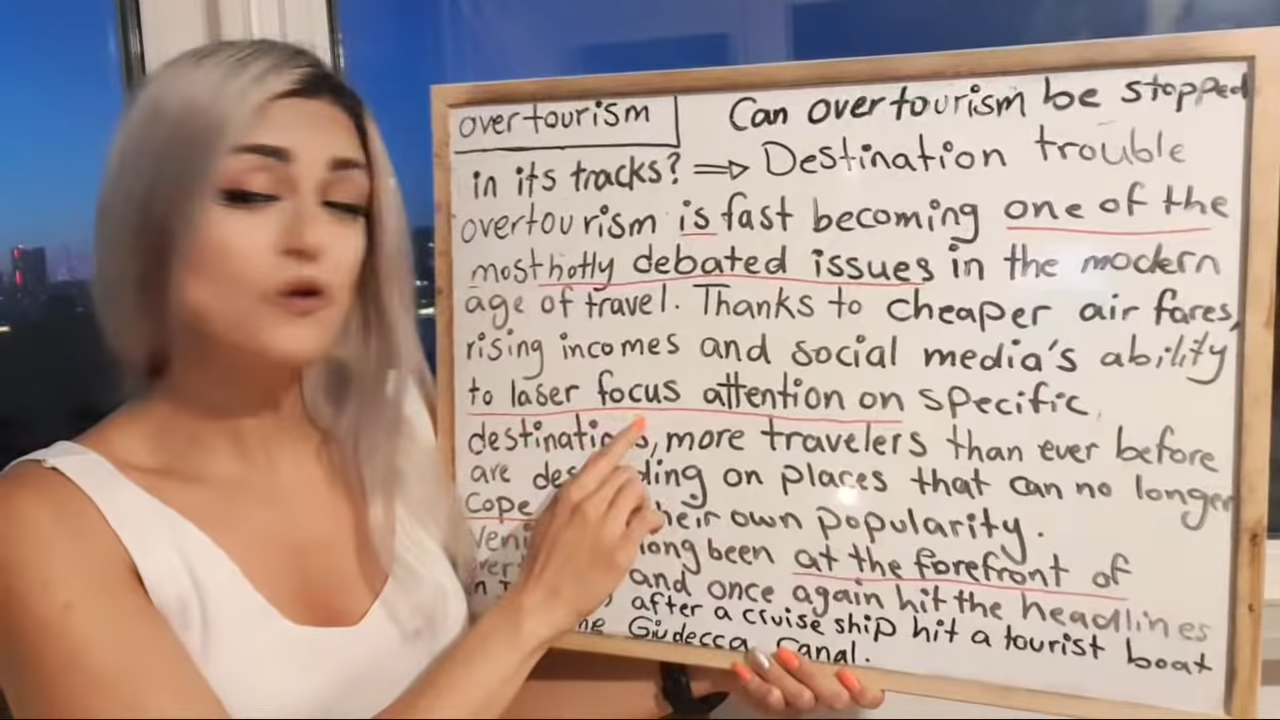 overtourism Can overtourism be stopped
in its tracks? ⇒ Destination trouble
overtourism is fast becoming one of the
most hotly debated issues in the modern
age of travel. Thanks to cheaper air fares,
rising incomes and social media's ability
to laser focus attention on specific
more travelers than ever before
are on places that can no longer
Cope their own popularity.
long been at the forefront of
and once again hit the headlines
after a cruise ship hit a tourist boat
Giudecca Canal.